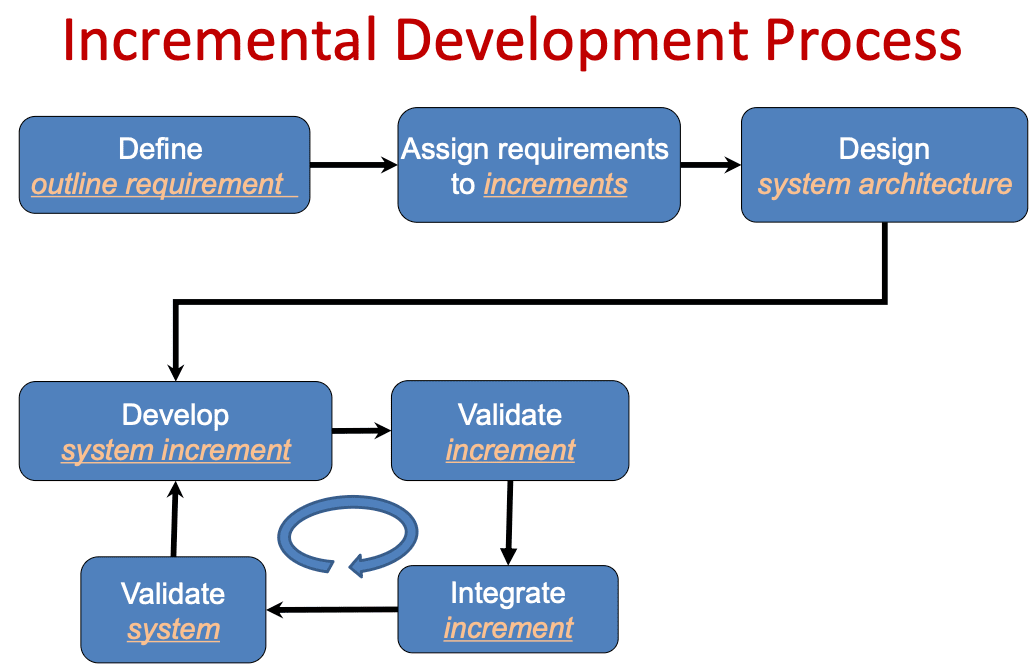 Incremental Development Process
Define
outline requirement
Assign requirements
to increments
Design
system architecture
Develop
system increment
Validate
increment
Validate
system
Integrate
increment